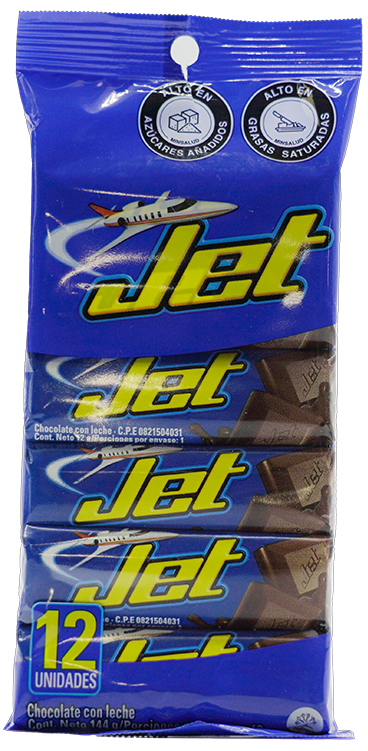 ALTO EN
AZÚCARES AÑADIDOS
MINSALUD
ALTO EN
GRASAS SATURADAS
MINSALUD
Jet
Jet
Jet
Chocolate con leche · C.P.E 0821504031
Cont. Neto 12 g/Porciones por envase: 1
Jet
Jet
Jet
· C.P.E 0821504031
12
UNIDADES
Chocolate con leche
Cont. Neto 144 g/Porciones